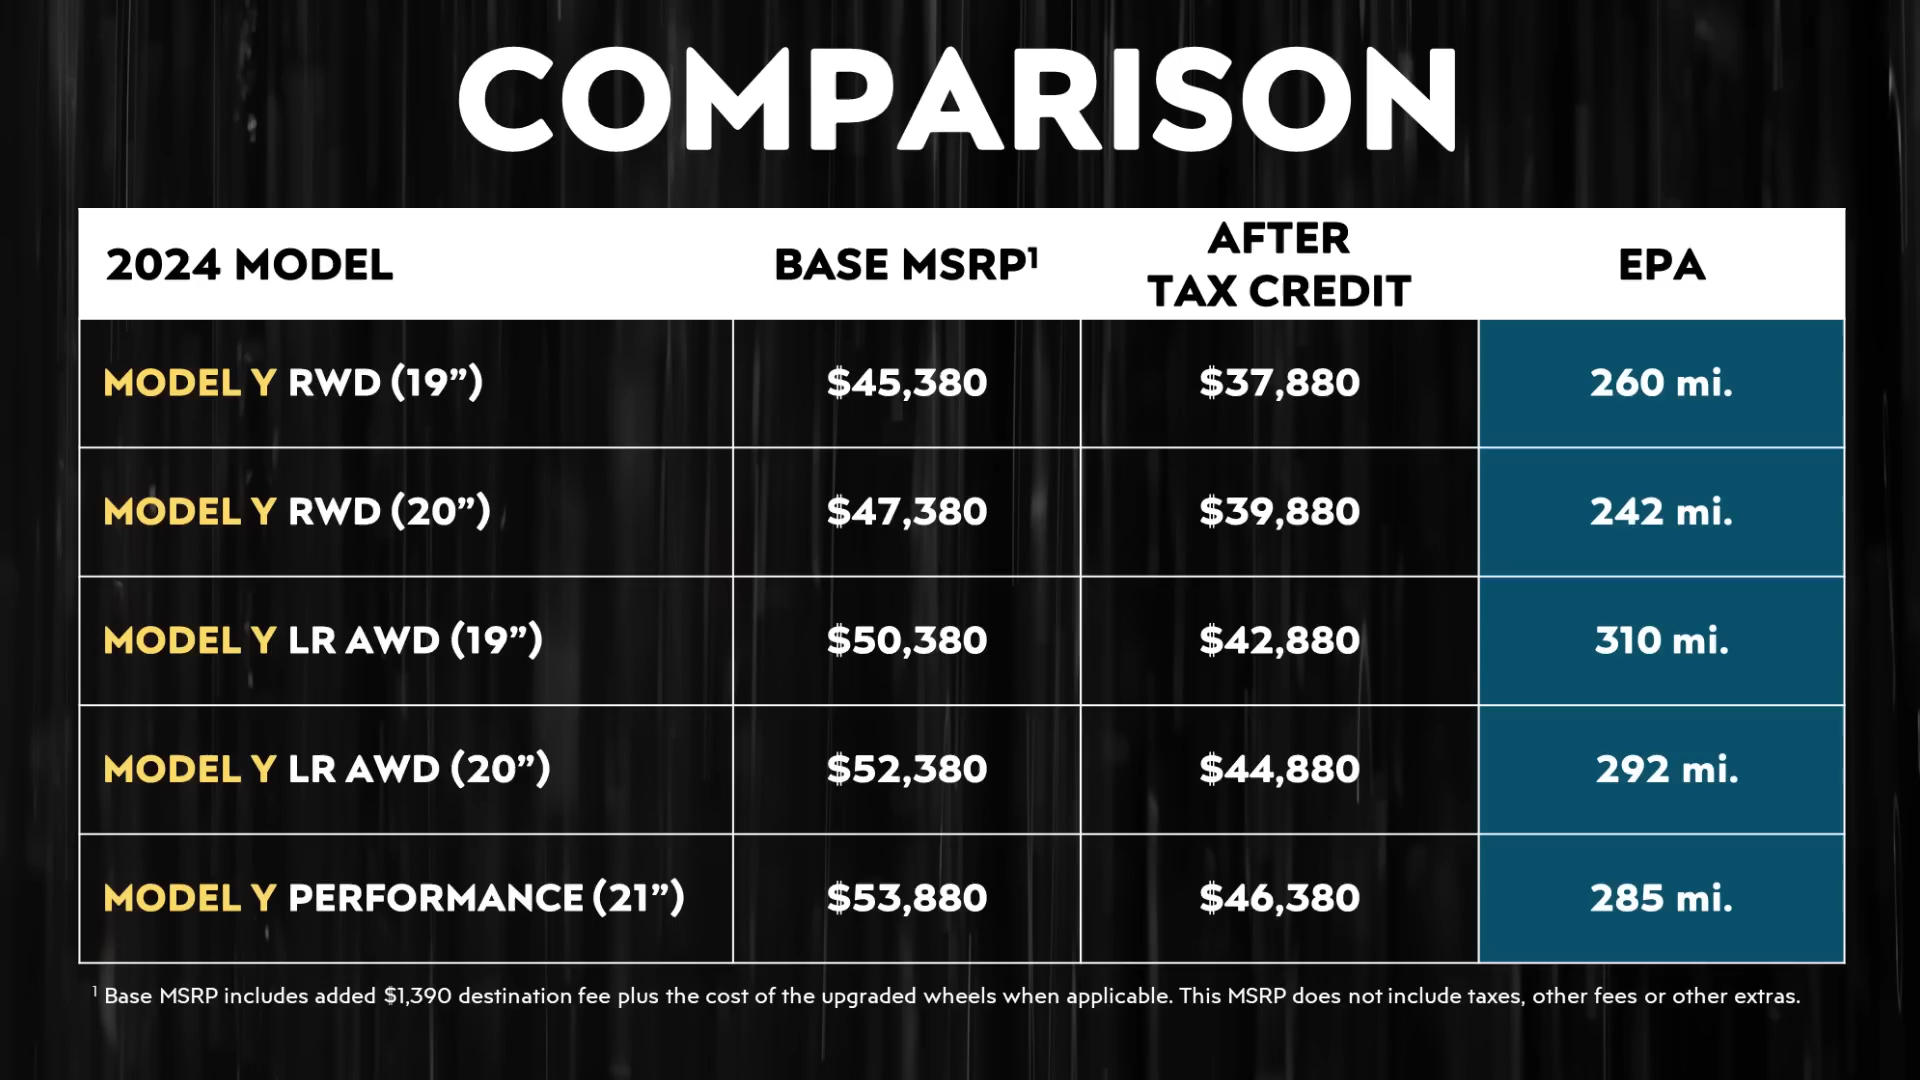 COMPARISON
2024 MODEL BASE MSRP¹ AFTER TAX CREDIT EPA
MODEL Y RWD (19”) $45,380 $37,880 260 mi.
MODEL Y RWD (20”) $47,380 $39,880 242 mi.
MODEL Y LR AWD (19”) $50,380 $42,880 310 mi.
MODEL Y LR AWD (20”) $52,380 $44,880 292 mi.
MODEL Y PERFORMANCE (21”) $53,880 $46,380 285 mi.
¹ Base MSRP includes added $1,390 destination fee plus the cost of the upgraded wheels when applicable. This MSRP does not include taxes, other fees or other extras.